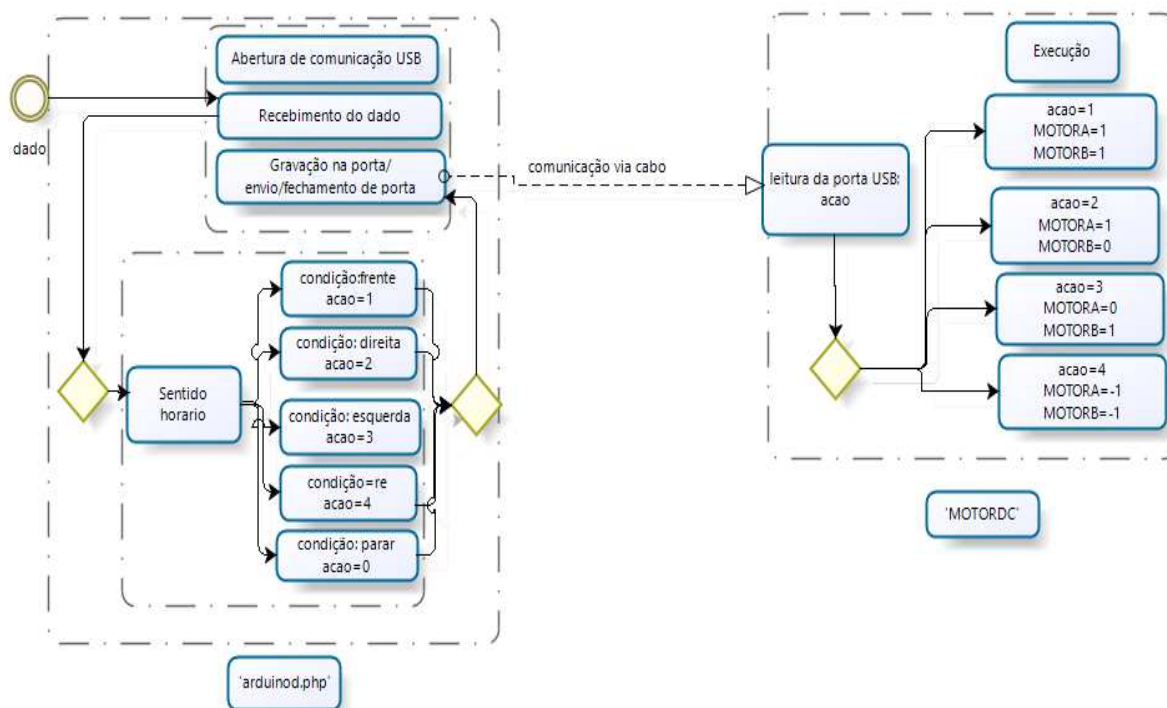 Abertura de comunicação USB
Recebimento do dado
dado
Gravação na porta/
envio/fechamento de porta
comunicação via cabo
Sentido
horario
condição:frente
acao=1
condição: direita
acao=2
condição: esquerda
acao=3
condição=re
acao=4
condição: parar
acao=0
'arduinod.php'
leitura da porta USB:
acao
Execução
acao=1
MOTORA=1
MOTORB=1
acao=2
MOTORA=1
MOTORB=0
acao=3
MOTORA=0
MOTORB=1
acao=4
MOTORA=-1
MOTORB=-1
'MOTORDC'